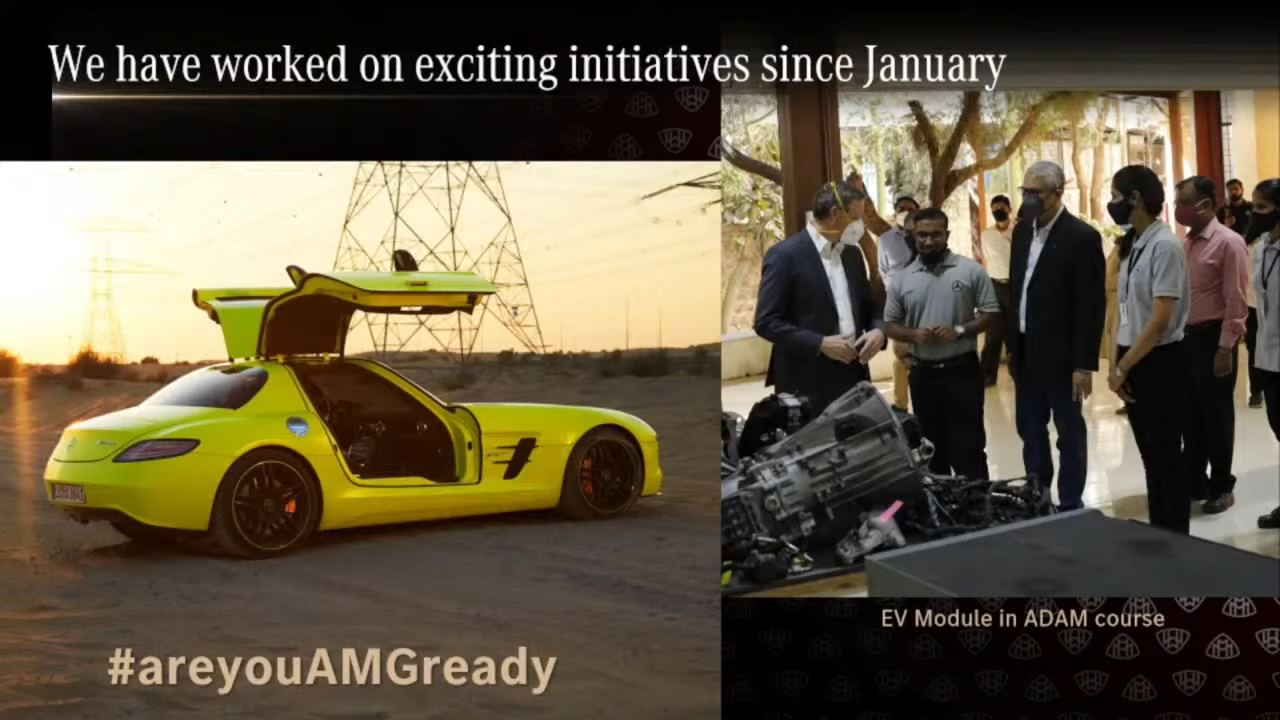 We have worked on exciting initiatives since January
#areyouAMGready
EV Module in ADAM course